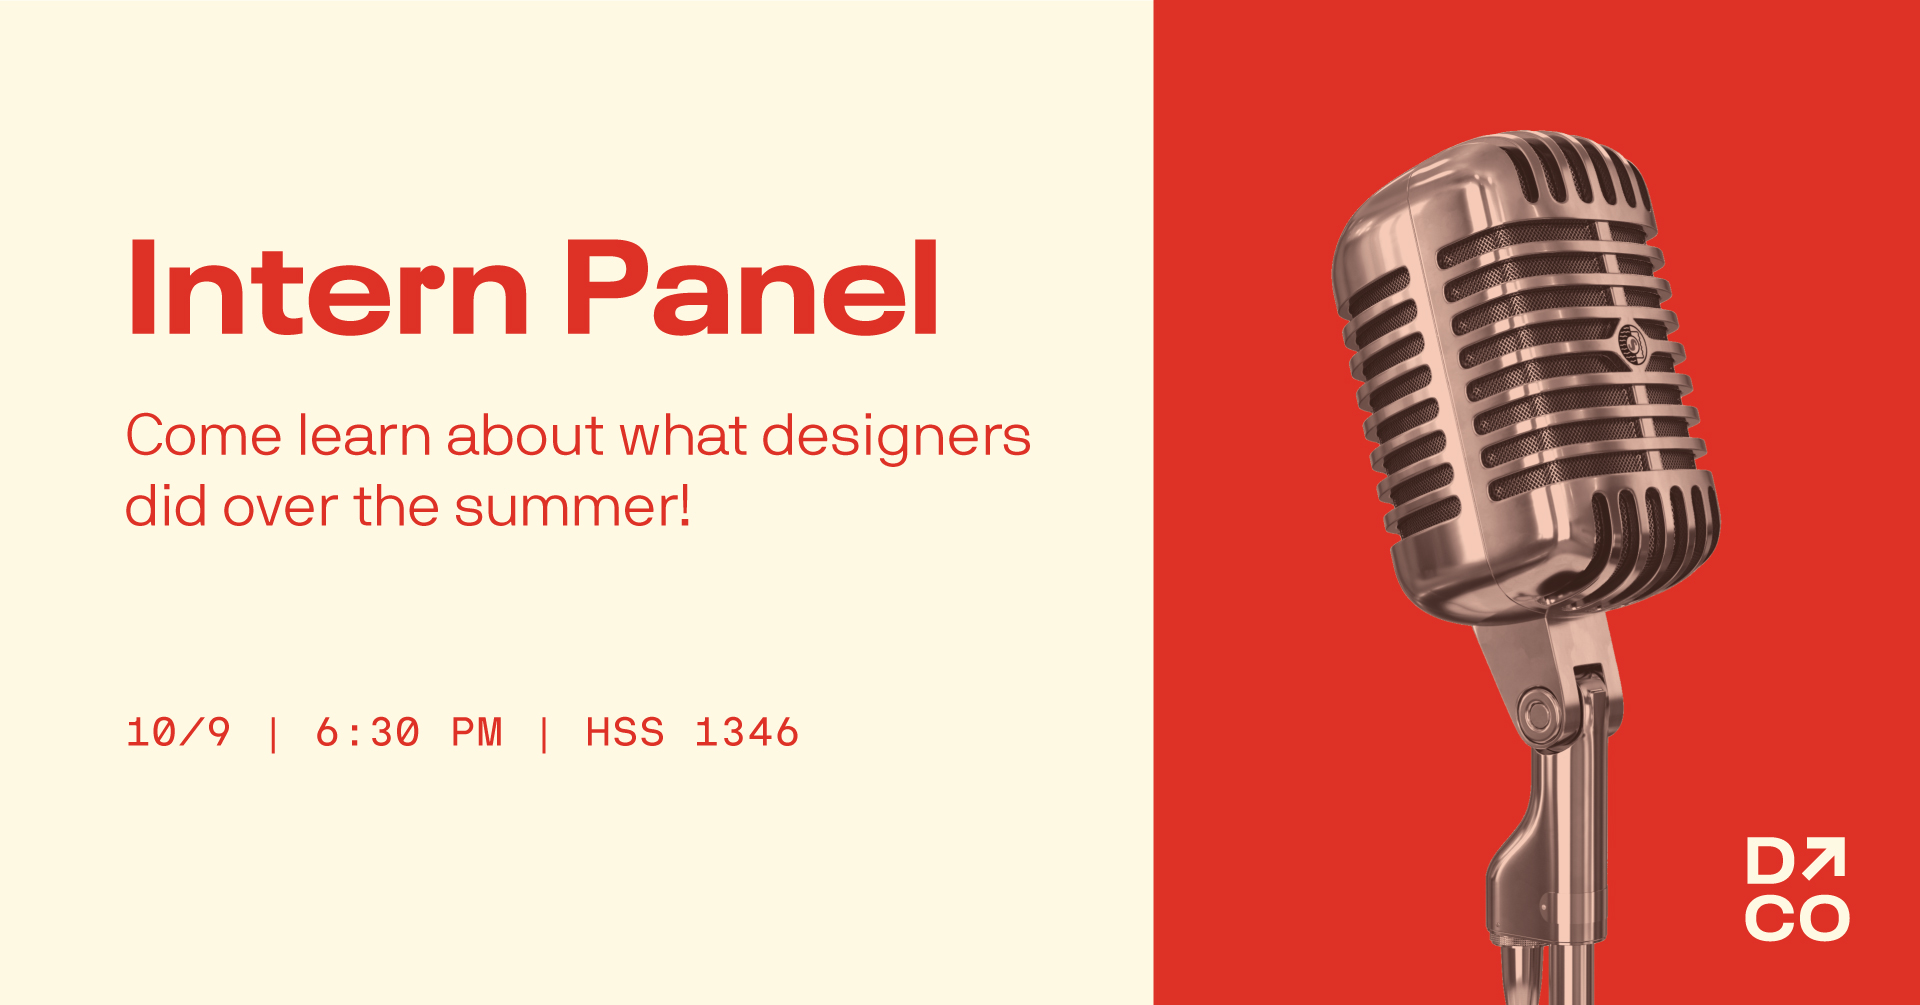 Intern Panel
Come learn about what designers
did over the summer!
10/9 | 6:30 PM | HSS 1346
D↗
CO